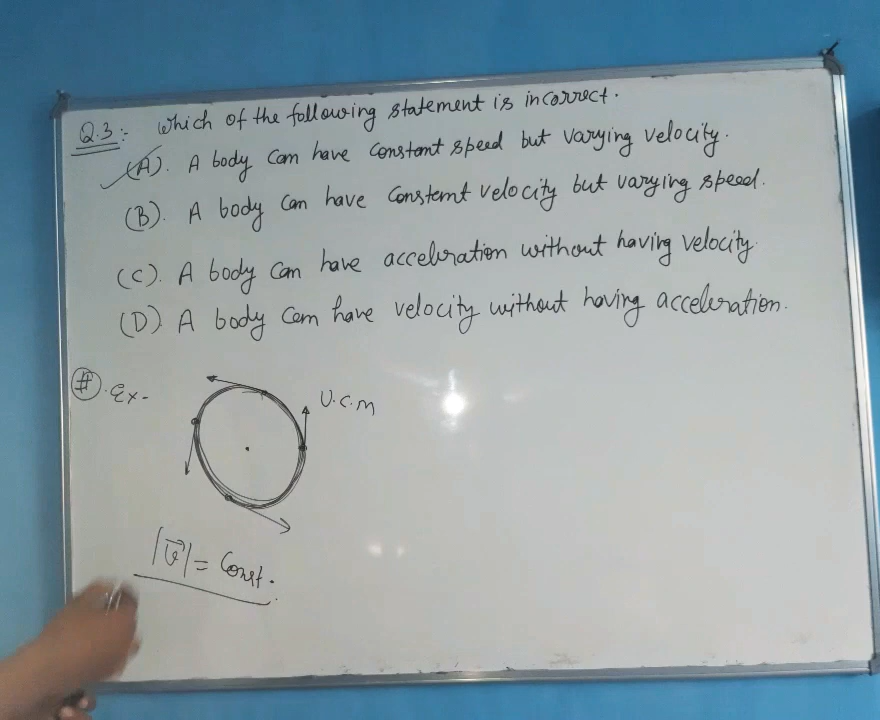 Q.3:- Which of the following statement is incorrect.
(A). A body can have constant speed but varying velocity.
(B). A body can have constant velocity but varying speed.
(C). A body can have acceleration without having velocity.
(D). A body can have velocity without having acceleration.
#. Ex-
U.C.M
|v⃗| = Const.